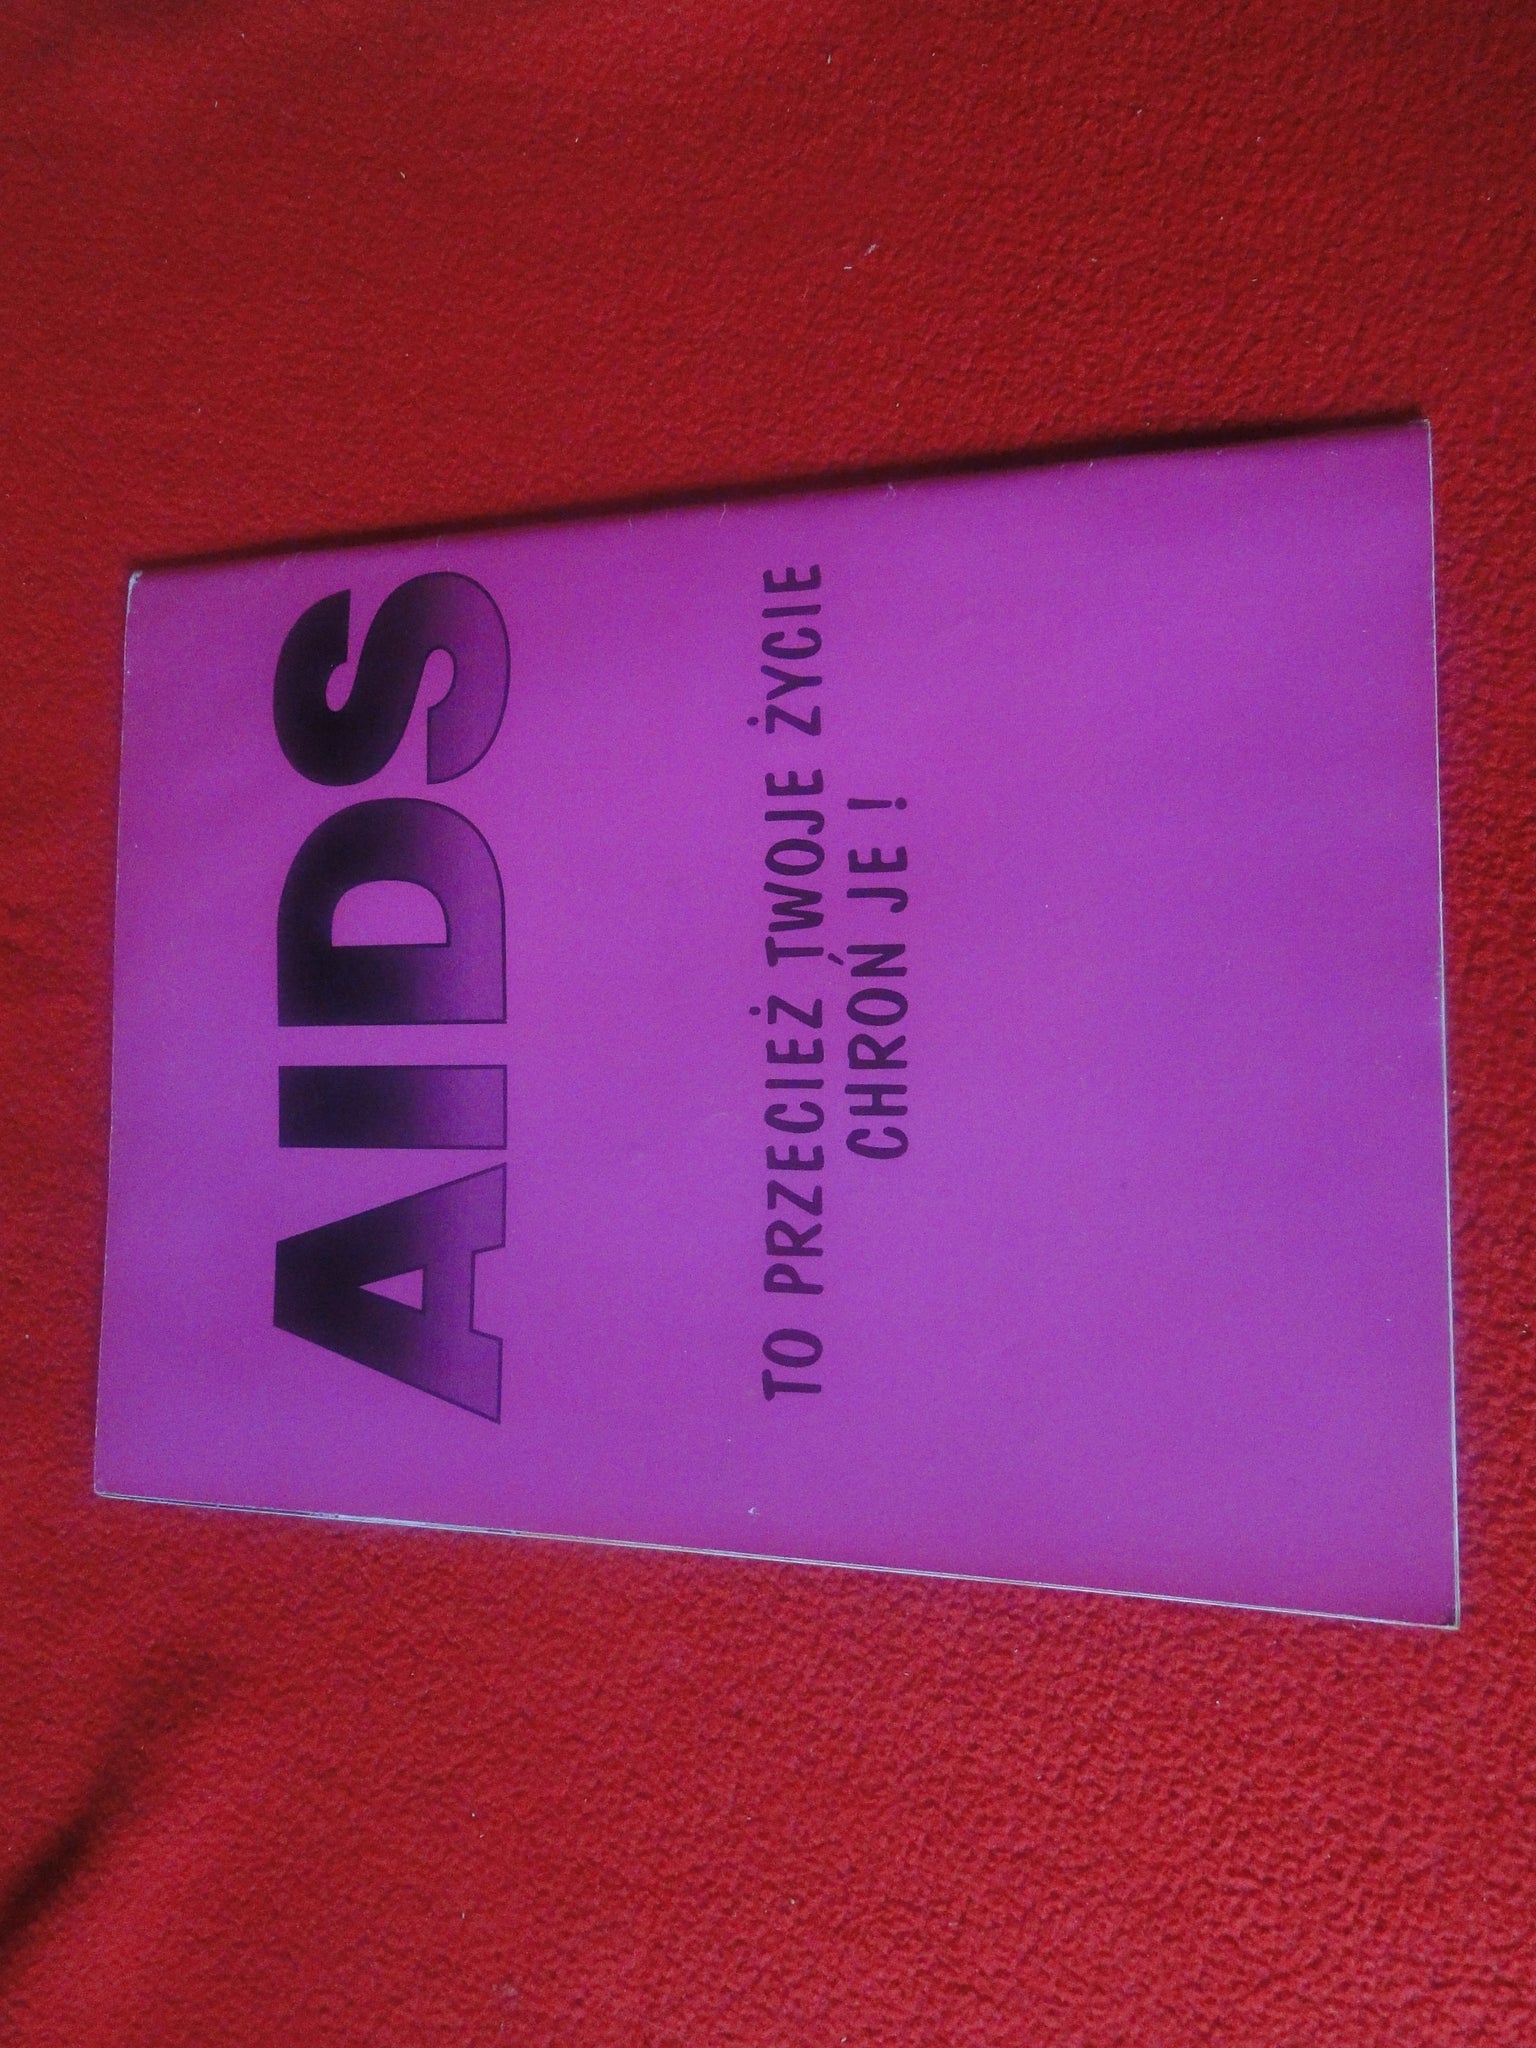 AIDS
TO PRZECIEŻ TWOJE ŻYCIE
CHROŃ JE !